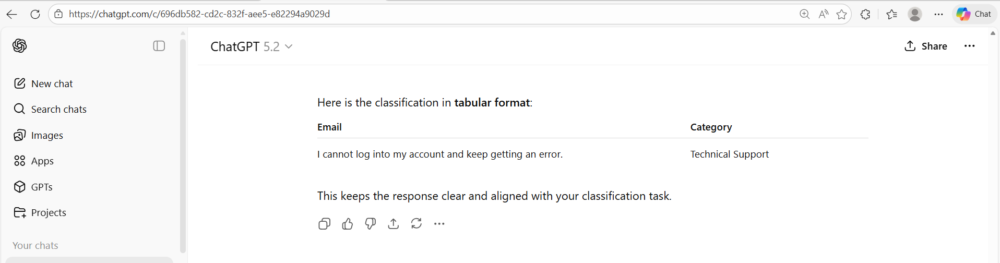 https://chatgpt.com/c/696db582-cd2c-832f-aee5-e82294a9029d
Chat
ChatGPT 5.2
Share
New chat
Search chats
Images
Apps
GPTs
Projects
Your chats
Here is the classification in tabular format:
Email Category
I cannot log into my account and keep getting an error. Technical Support
This keeps the response clear and aligned with your classification task.